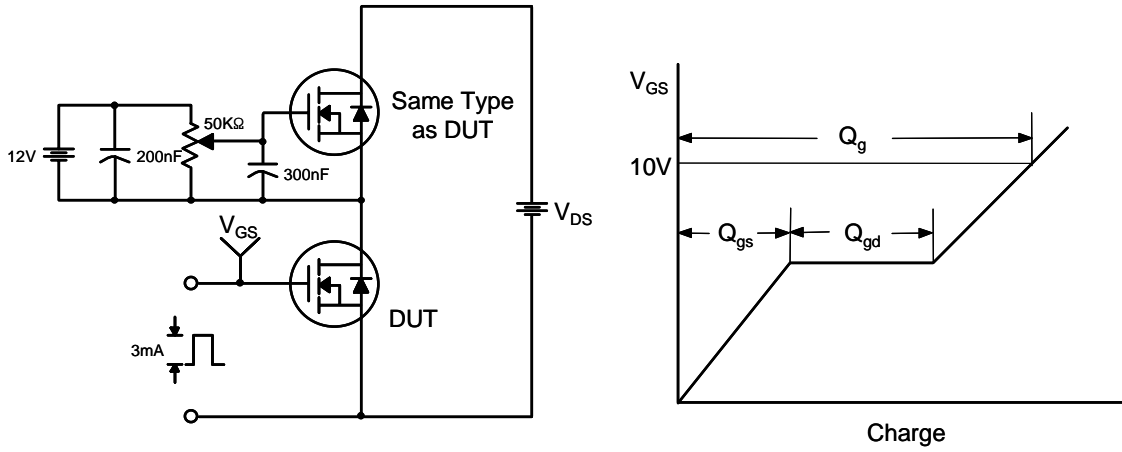 Same Type
as DUT
50KΩ
12V
200nF
300nF
V_GS
V_DS
DUT
3mA
V_GS
Q_g
10V
Q_gs
Q_gd
Charge